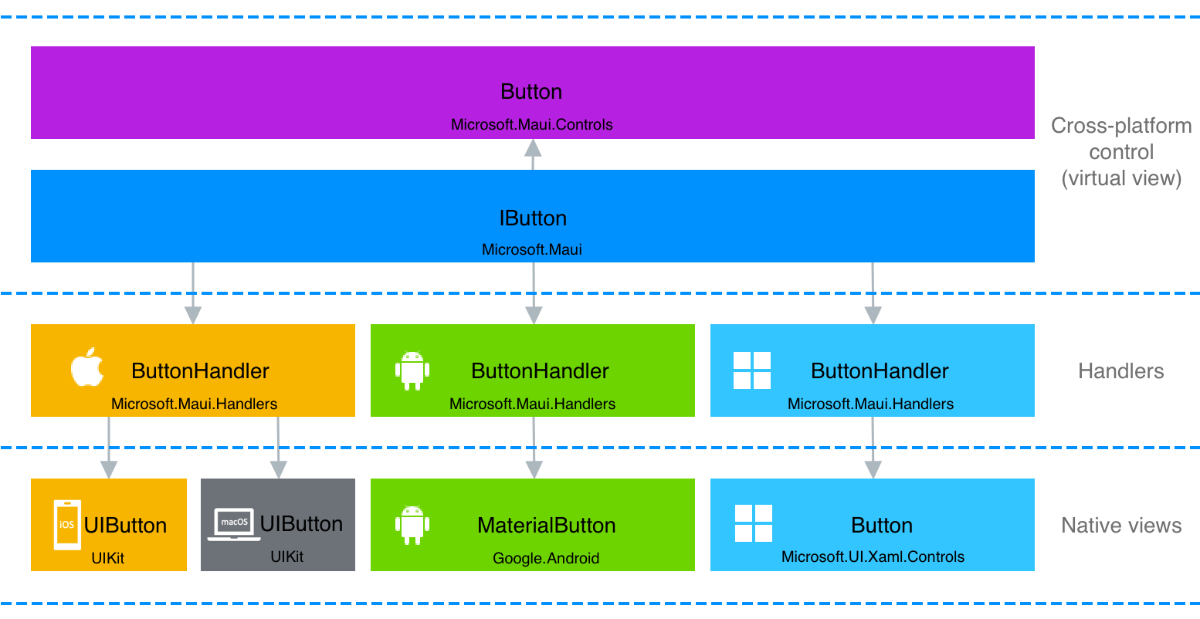 Button
Microsoft.Maui.Controls
Cross-platform
control
(virtual view)
IButton
Microsoft.Maui
ButtonHandler
Microsoft.Maui.Handlers
ButtonHandler
Microsoft.Maui.Handlers
ButtonHandler
Microsoft.Maui.Handlers
Handlers
iOS
UIButton
UIKit
macOS
UIButton
UIKit
MaterialButton
Google.Android
Button
Microsoft.UI.Xaml.Controls
Native views